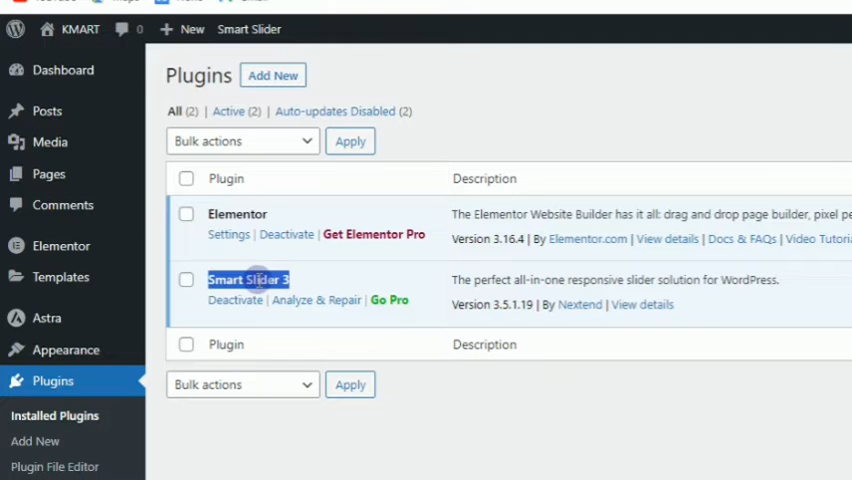 KMART 0 New Smart Slider
Dashboard
Posts
Media
Pages
Comments
Elementor
Templates
Astra
Appearance
Plugins
Installed Plugins
Add New
Plugin File Editor
Plugins Add New
All (2) | Active (2) | Auto-updates Disabled (2)
Bulk actions Apply
Plugin Description
Elementor The Elementor Website Builder has it all: drag and drop page builder, pixel
Settings | Deactivate | Get Elementor Pro Version 3.16.4 | By Elementor.com | View details | Docs & FAQs | Video
Smart Slider 3 The perfect all-in-one responsive slider solution for WordPress.
Deactivate | Analyze & Repair | Go Pro Version 3.5.1.19 | By Nextend | View details
Plugin Description
Bulk actions Apply